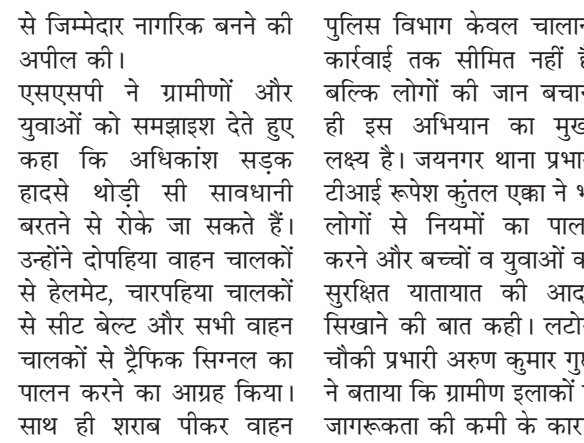 से जिम्मेदार नागरिक बनने की
अपील की।
एसएसपी ने ग्रामीणों और
युवाओं को समझाइश देते हुए
कहा कि अधिकांश सड़क
हादसे थोड़ी सी सावधानी
बरतने से रोके जा सकते हैं।
उन्होंने दोपहिया वाहन चालकों
से हेलमेट, चारपहिया चालकों
से सीट बेल्ट और सभी वाहन
चालकों से ट्रैफिक सिग्नल का
पालन करने का आग्रह किया।
साथ ही शराब पीकर वाहन
पुलिस विभाग केवल चालान
कार्रवाई तक सीमित नहीं
बल्कि लोगों की जान
ही इस अभियान का
लक्ष्य है। जयनगर थाना
टीआई रूपेश कुंतल एक्का ने
लोगों से नियमों का
करने और बच्चों व युवाओं
सुरक्षित यातायात की
सिखाने की बात कही।
चौकी प्रभारी अरुण कुमार
ने बताया कि ग्रामीण इलाकों
जागरूकता की कमी के